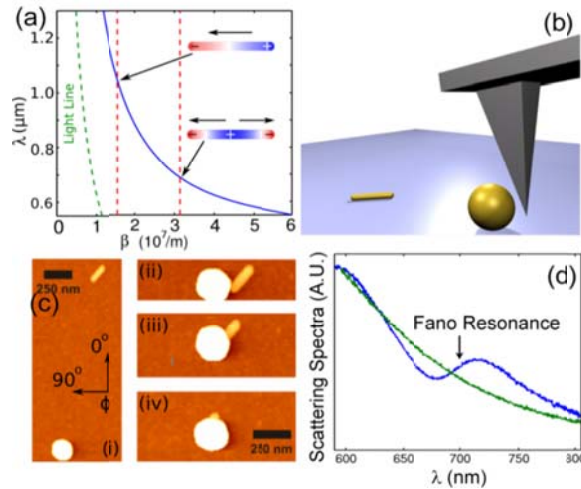 (a)
λ (μm)
1.2
1.0
0.8
0.6
Light Line
0 1 2 3 4 5 6
β (10⁷/m)
− +
− + −
(b)
(c)
250 nm
0°
90°
ϕ
(i)
(ii)
(iii)
(iv)
250 nm
(d)
Scattering Spectra (A.U.)
Fano Resonance
600 650 700 750 800
λ (nm)